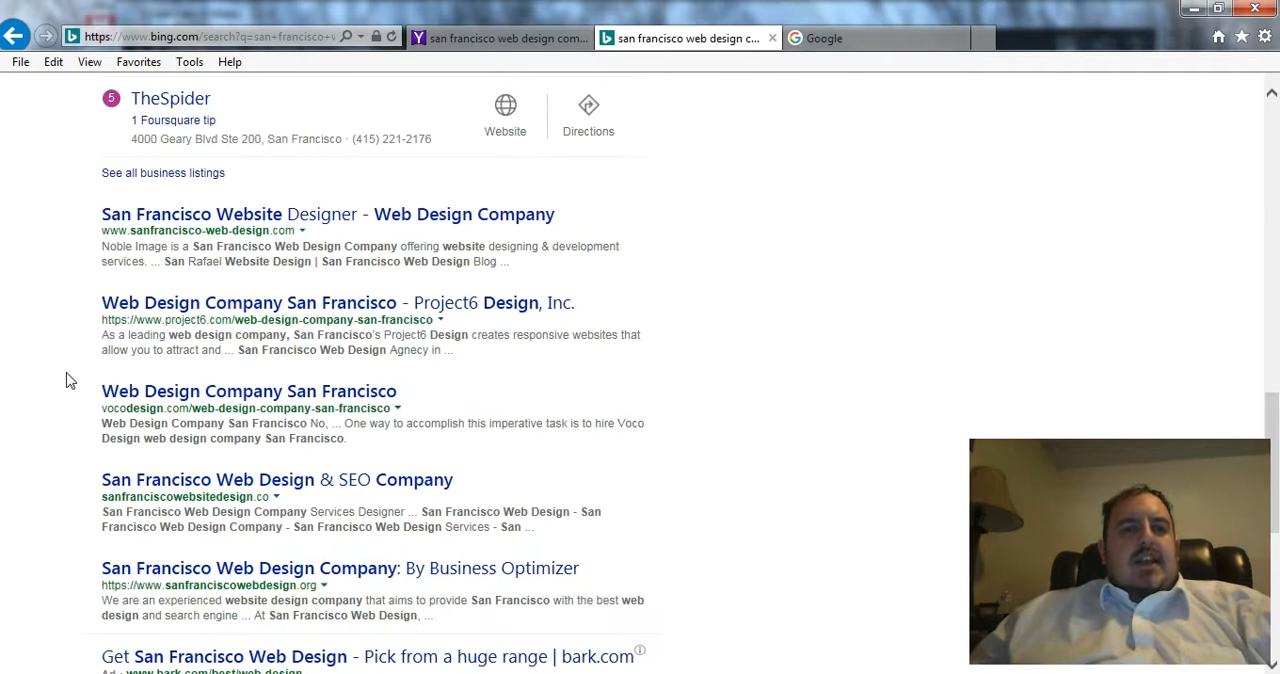 https://www.bing.com/search?q=san+francisco+v
san francisco web design com...
san francisco web design c...
Google
File Edit View Favorites Tools Help
5 TheSpider
1 Foursquare tip
4000 Geary Blvd Ste 200, San Francisco · (415) 221-2176
Website
Directions
See all business listings
San Francisco Website Designer - Web Design Company
www.sanfrancisco-web-design.com
Noble Image is a San Francisco Web Design Company offering website designing & development
services. ... San Rafael Website Design | San Francisco Web Design Blog ...
Web Design Company San Francisco - Project6 Design, Inc.
https://www.project6.com/web-design-company-san-francisco
As a leading web design company, San Francisco's Project6 Design creates responsive websites that
allow you to attract and ... San Francisco Web Design Agnecy in ...
Web Design Company San Francisco
vocodesign.com/web-design-company-san-francisco
Web Design Company San Francisco No, ... One way to accomplish this imperative task is to hire Voco
Design web design company San Francisco.
San Francisco Web Design & SEO Company
sanfranciscowebsitedesign.co
San Francisco Web Design Company Services Designer ... San Francisco Web Design - San
Francisco Web Design Company - San Francisco Web Design Services - San ...
San Francisco Web Design Company: By Business Optimizer
https://www.sanfranciscowebdesign.org
We are an experienced website design company that aims to provide San Francisco with the best web
design and search engine ... At San Francisco Web Design, ...
Get San Francisco Web Design - Pick from a huge range | bark.com
Ad · www.bark.com/best/web-design